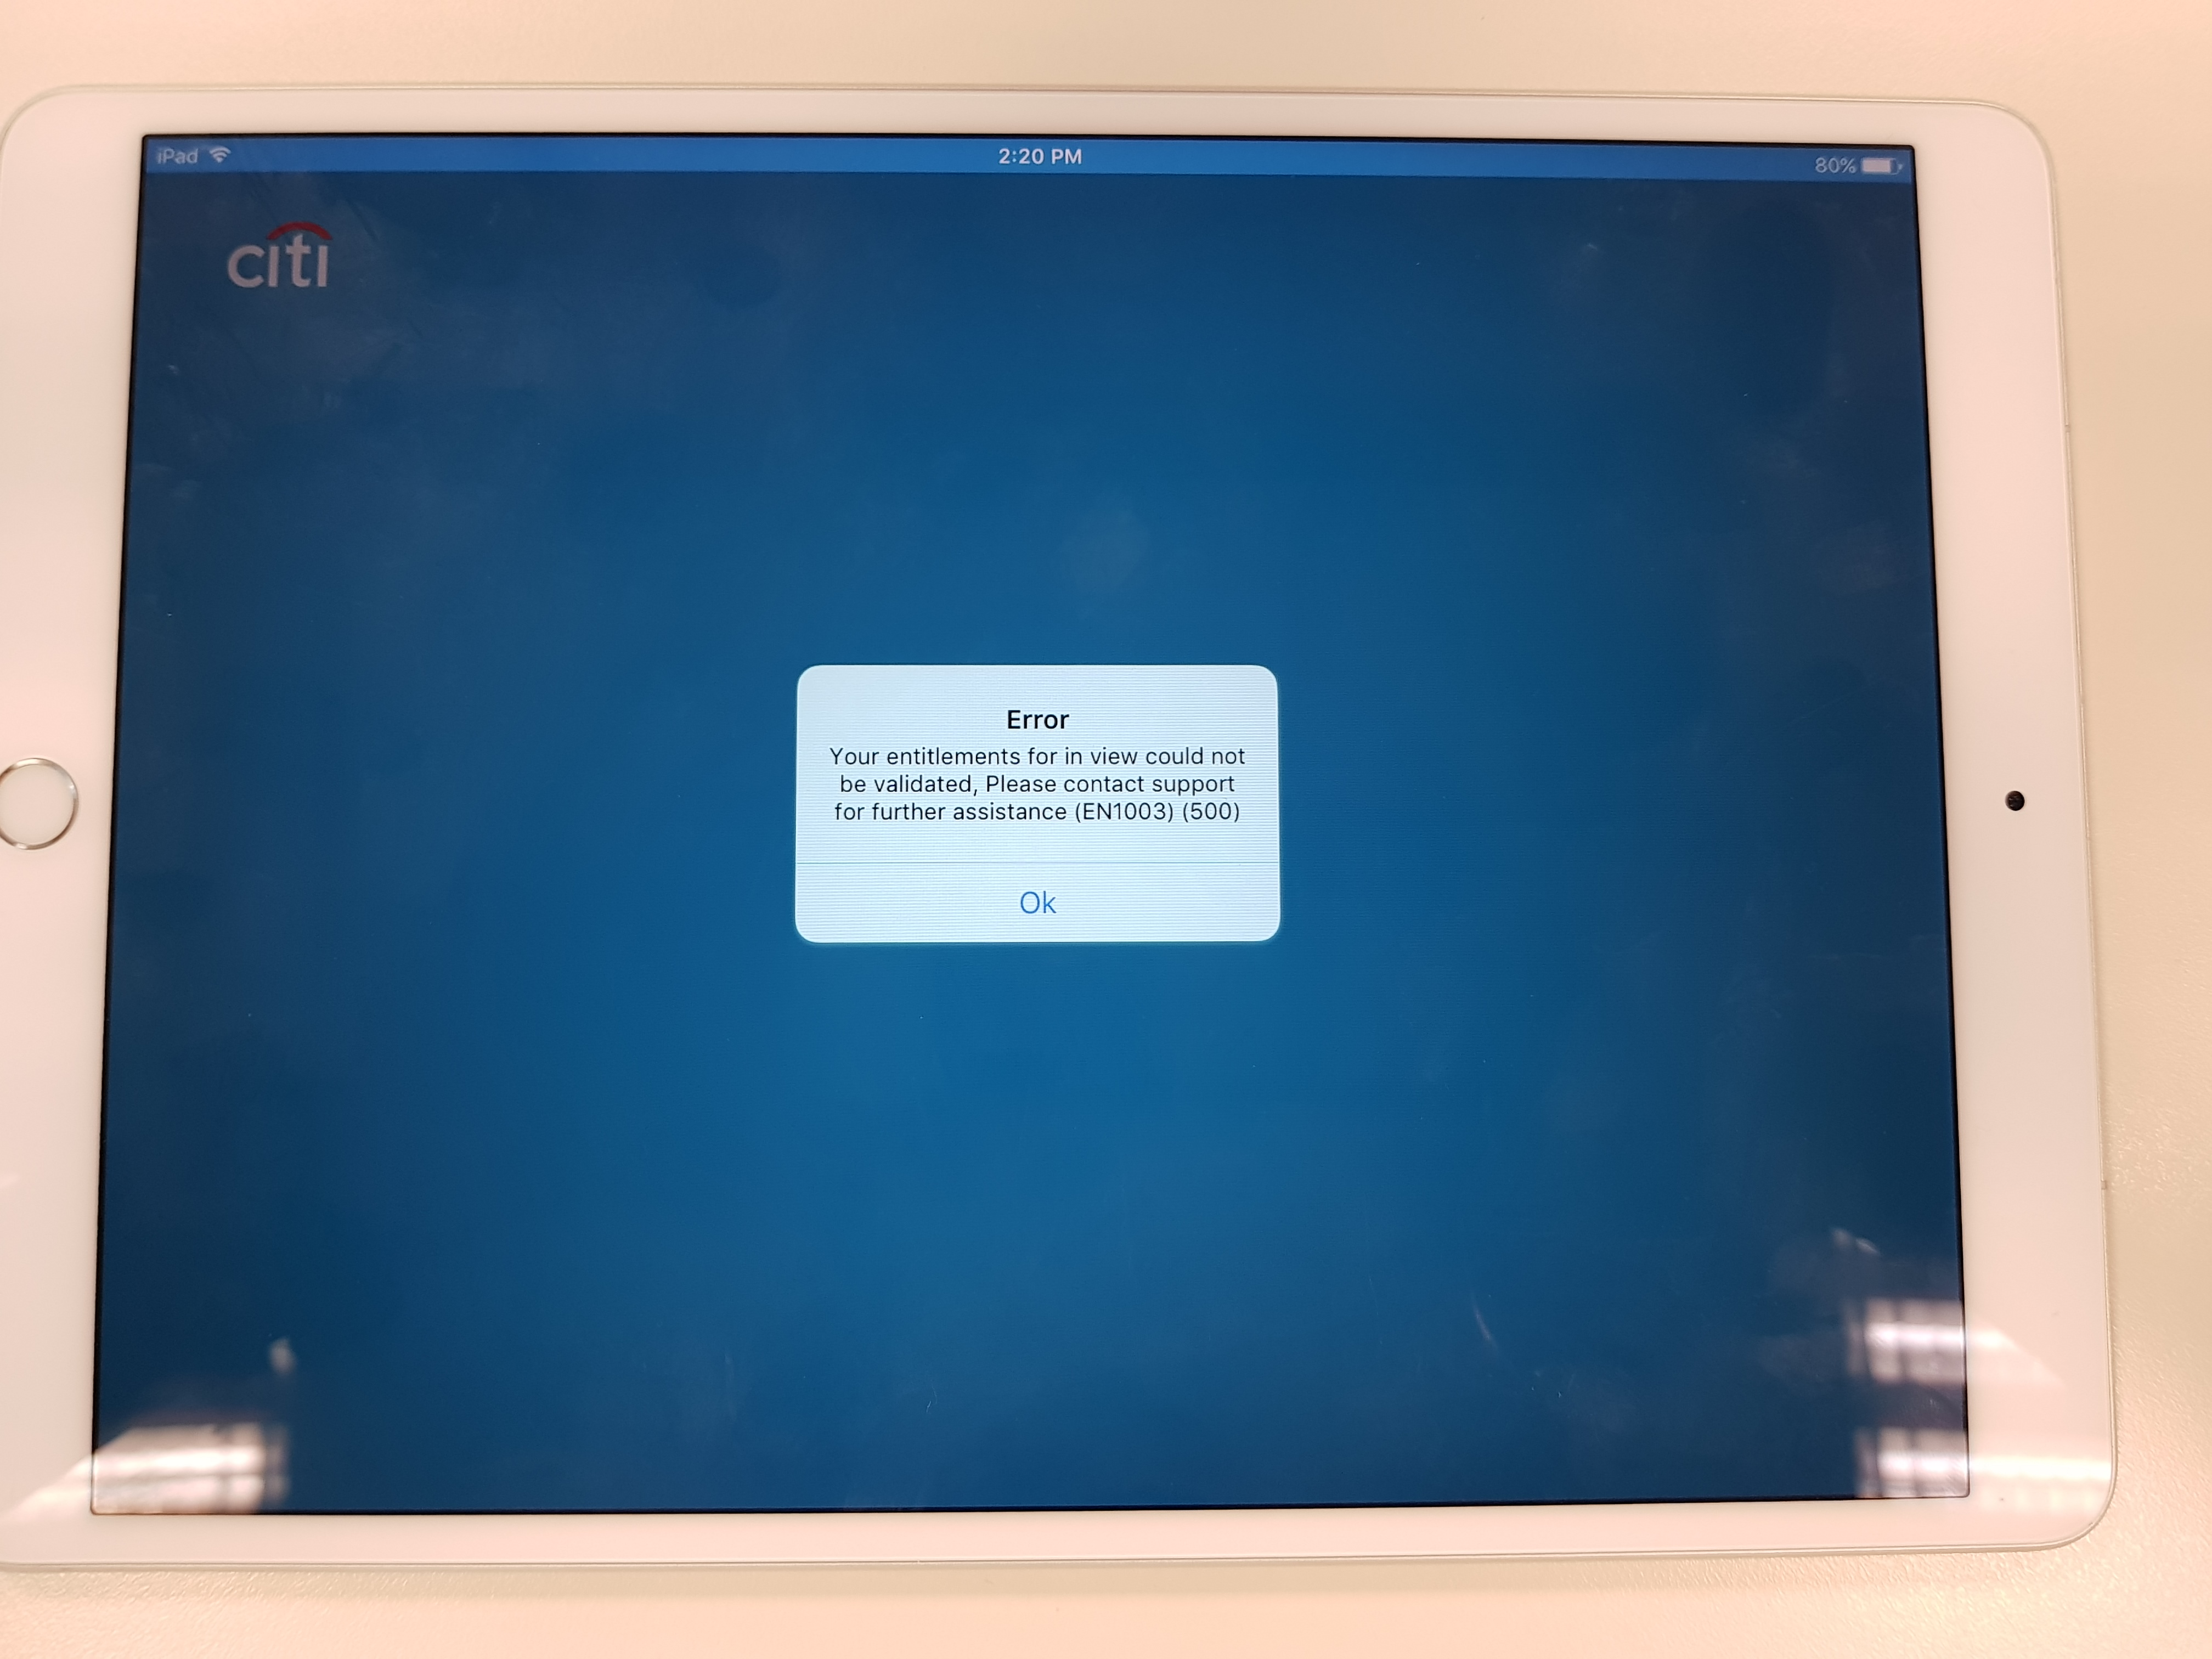 iPad
2:20 PM
80%
citi
Error
Your entitlements for in view could not
be validated, Please contact support
for further assistance (EN1003) (500)
Ok